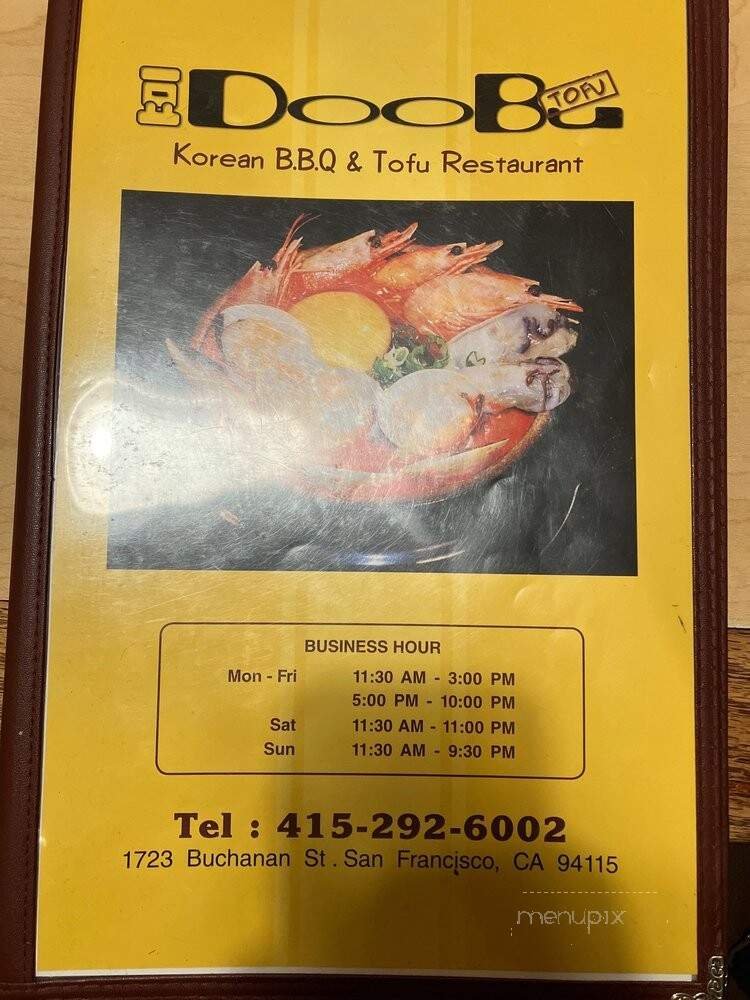 DooBu
TOFU
Korean B.B.Q & Tofu Restaurant
BUSINESS HOUR
Mon - Fri 11:30 AM - 3:00 PM
5:00 PM - 10:00 PM
Sat 11:30 AM - 11:00 PM
Sun 11:30 AM - 9:30 PM
Tel : 415-292-6002
1723 Buchanan St . San Francisco, CA 94115
menupix